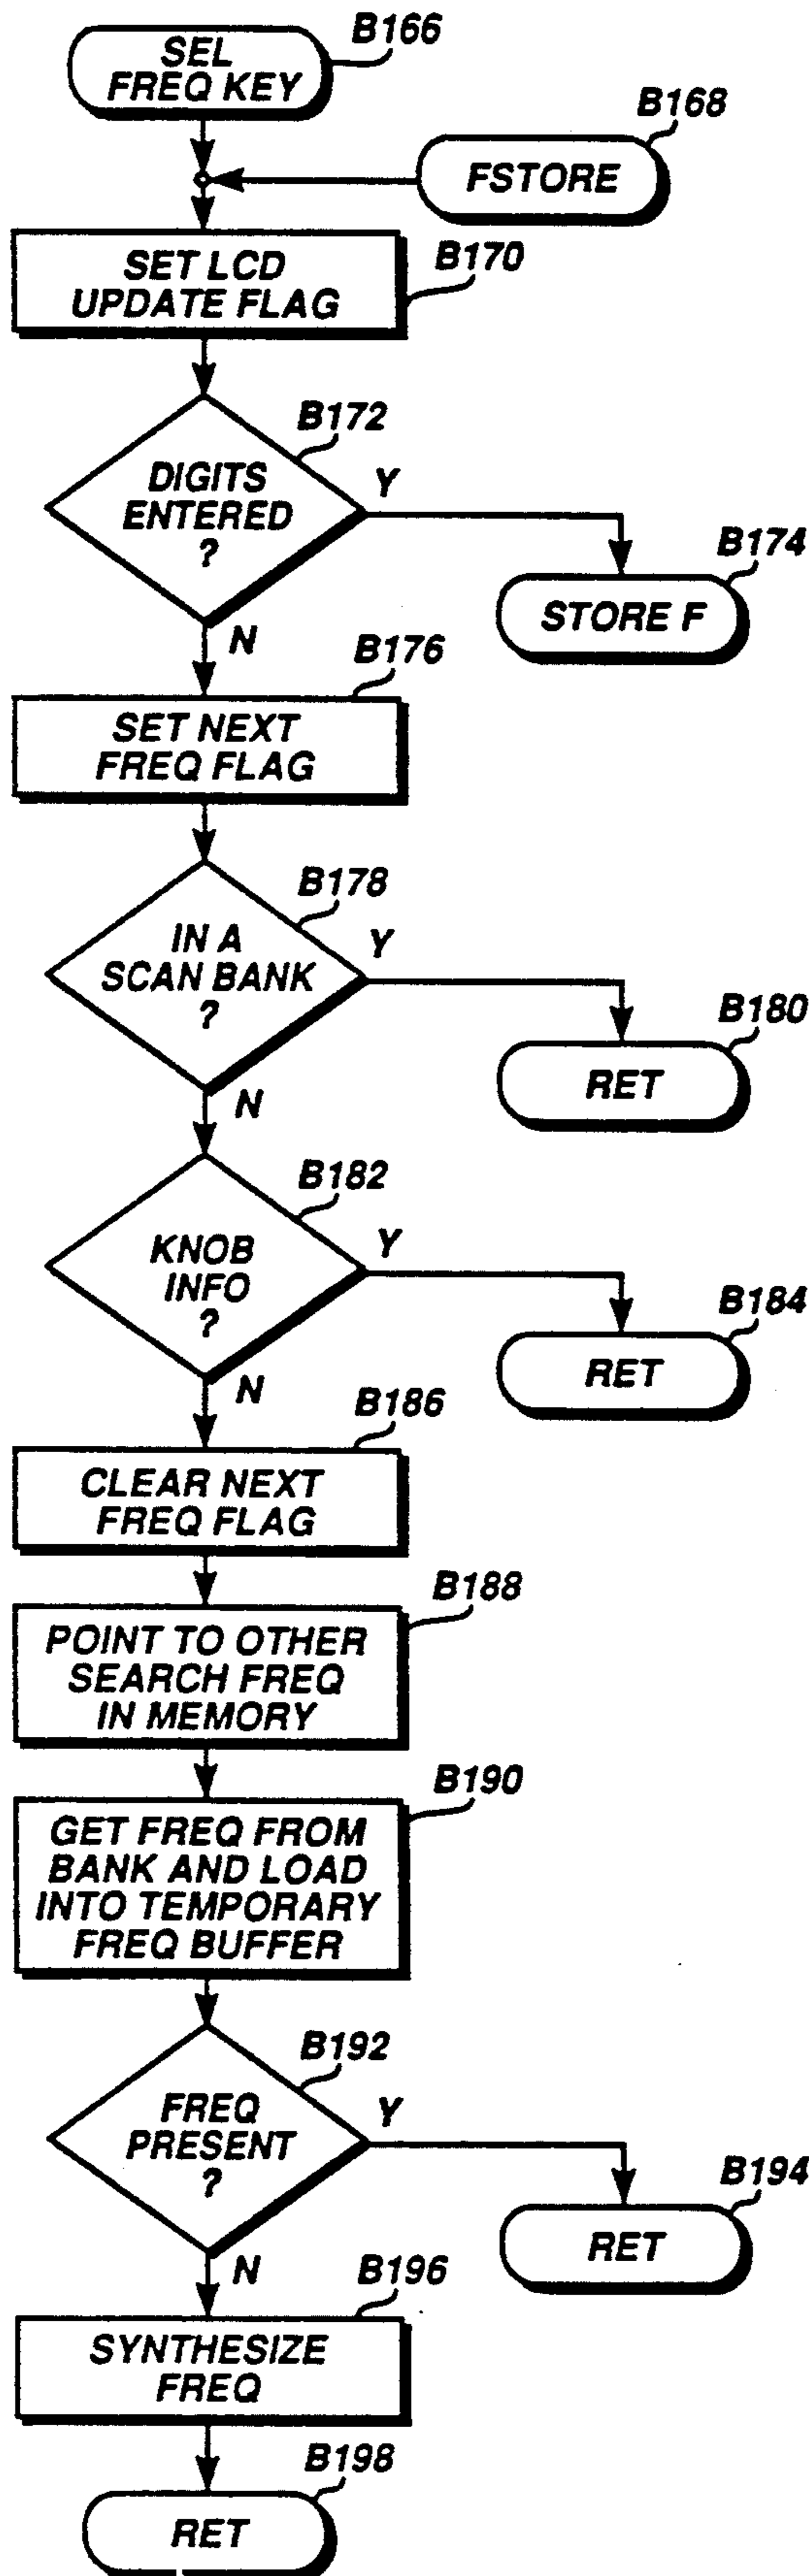 B166
SEL
FREQ KEY
B168
FSTORE
B170
SET LCD
UPDATE FLAG
B172
DIGITS
ENTERED
?
Y
B174
STORE F
N
B176
SET NEXT
FREQ FLAG
B178
IN A
SCAN BANK
?
Y
B180
RET
N
B182
KNOB
INFO
?
Y
B184
RET
N
B186
CLEAR NEXT
FREQ FLAG
B188
POINT TO OTHER
SEARCH FREQ
IN MEMORY
B190
GET FREQ FROM
BANK AND LOAD
INTO TEMPORARY
FREQ BUFFER
B192
FREQ
PRESENT
?
Y
B194
RET
N
B196
SYNTHESIZE
FREQ
B198
RET